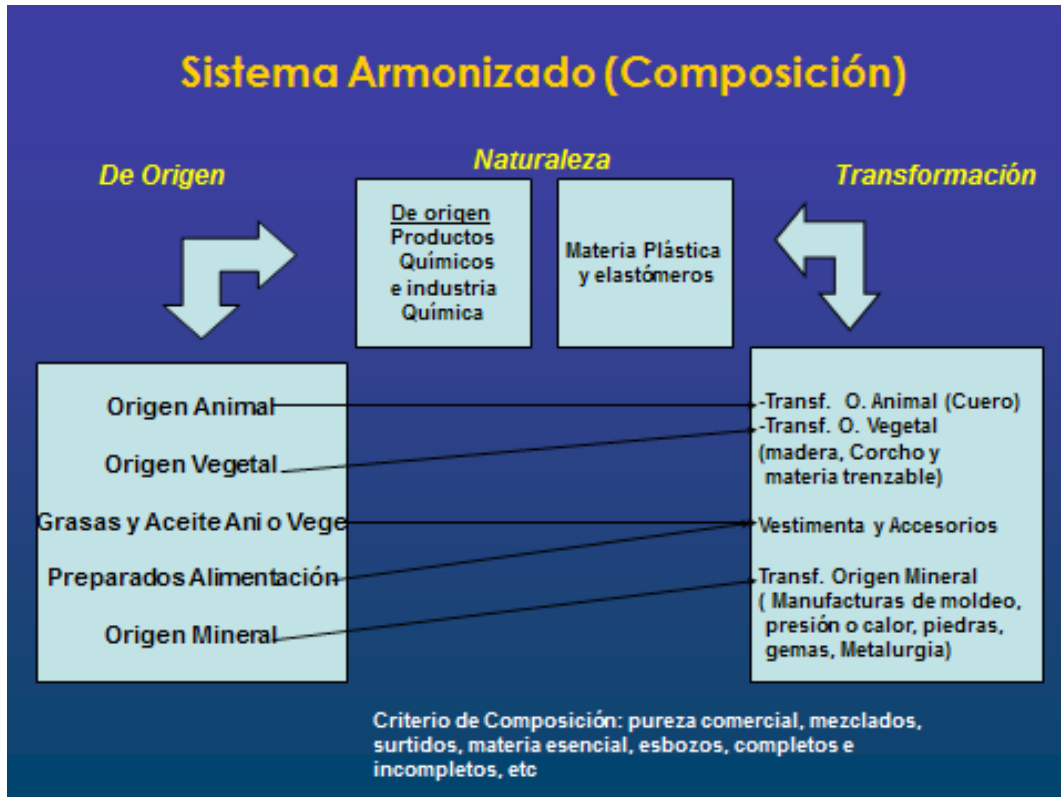 Sistema Armonizado (Composición)
De Origen
Naturaleza
Transformación
De origen
Productos
Químicos
e industria
Química
Materia Plástica
y elastómeros
Origen Animal
Origen Vegetal
Grasas y Aceite Ani o Vege
Preparados Alimentación
Origen Mineral
-Transf. O. Animal (Cuero)
-Transf. O. Vegetal
(madera, Corcho y
materia trenzable)
Vestimenta y Accesorios
Transf. Origen Mineral
( Manufacturas de moldeo,
presión o calor, piedras,
gemas, Metalurgia)
Criterio de Composición: pureza comercial, mezclados,
surtidos, materia esencial, esbozos, completos e
incompletos, etc